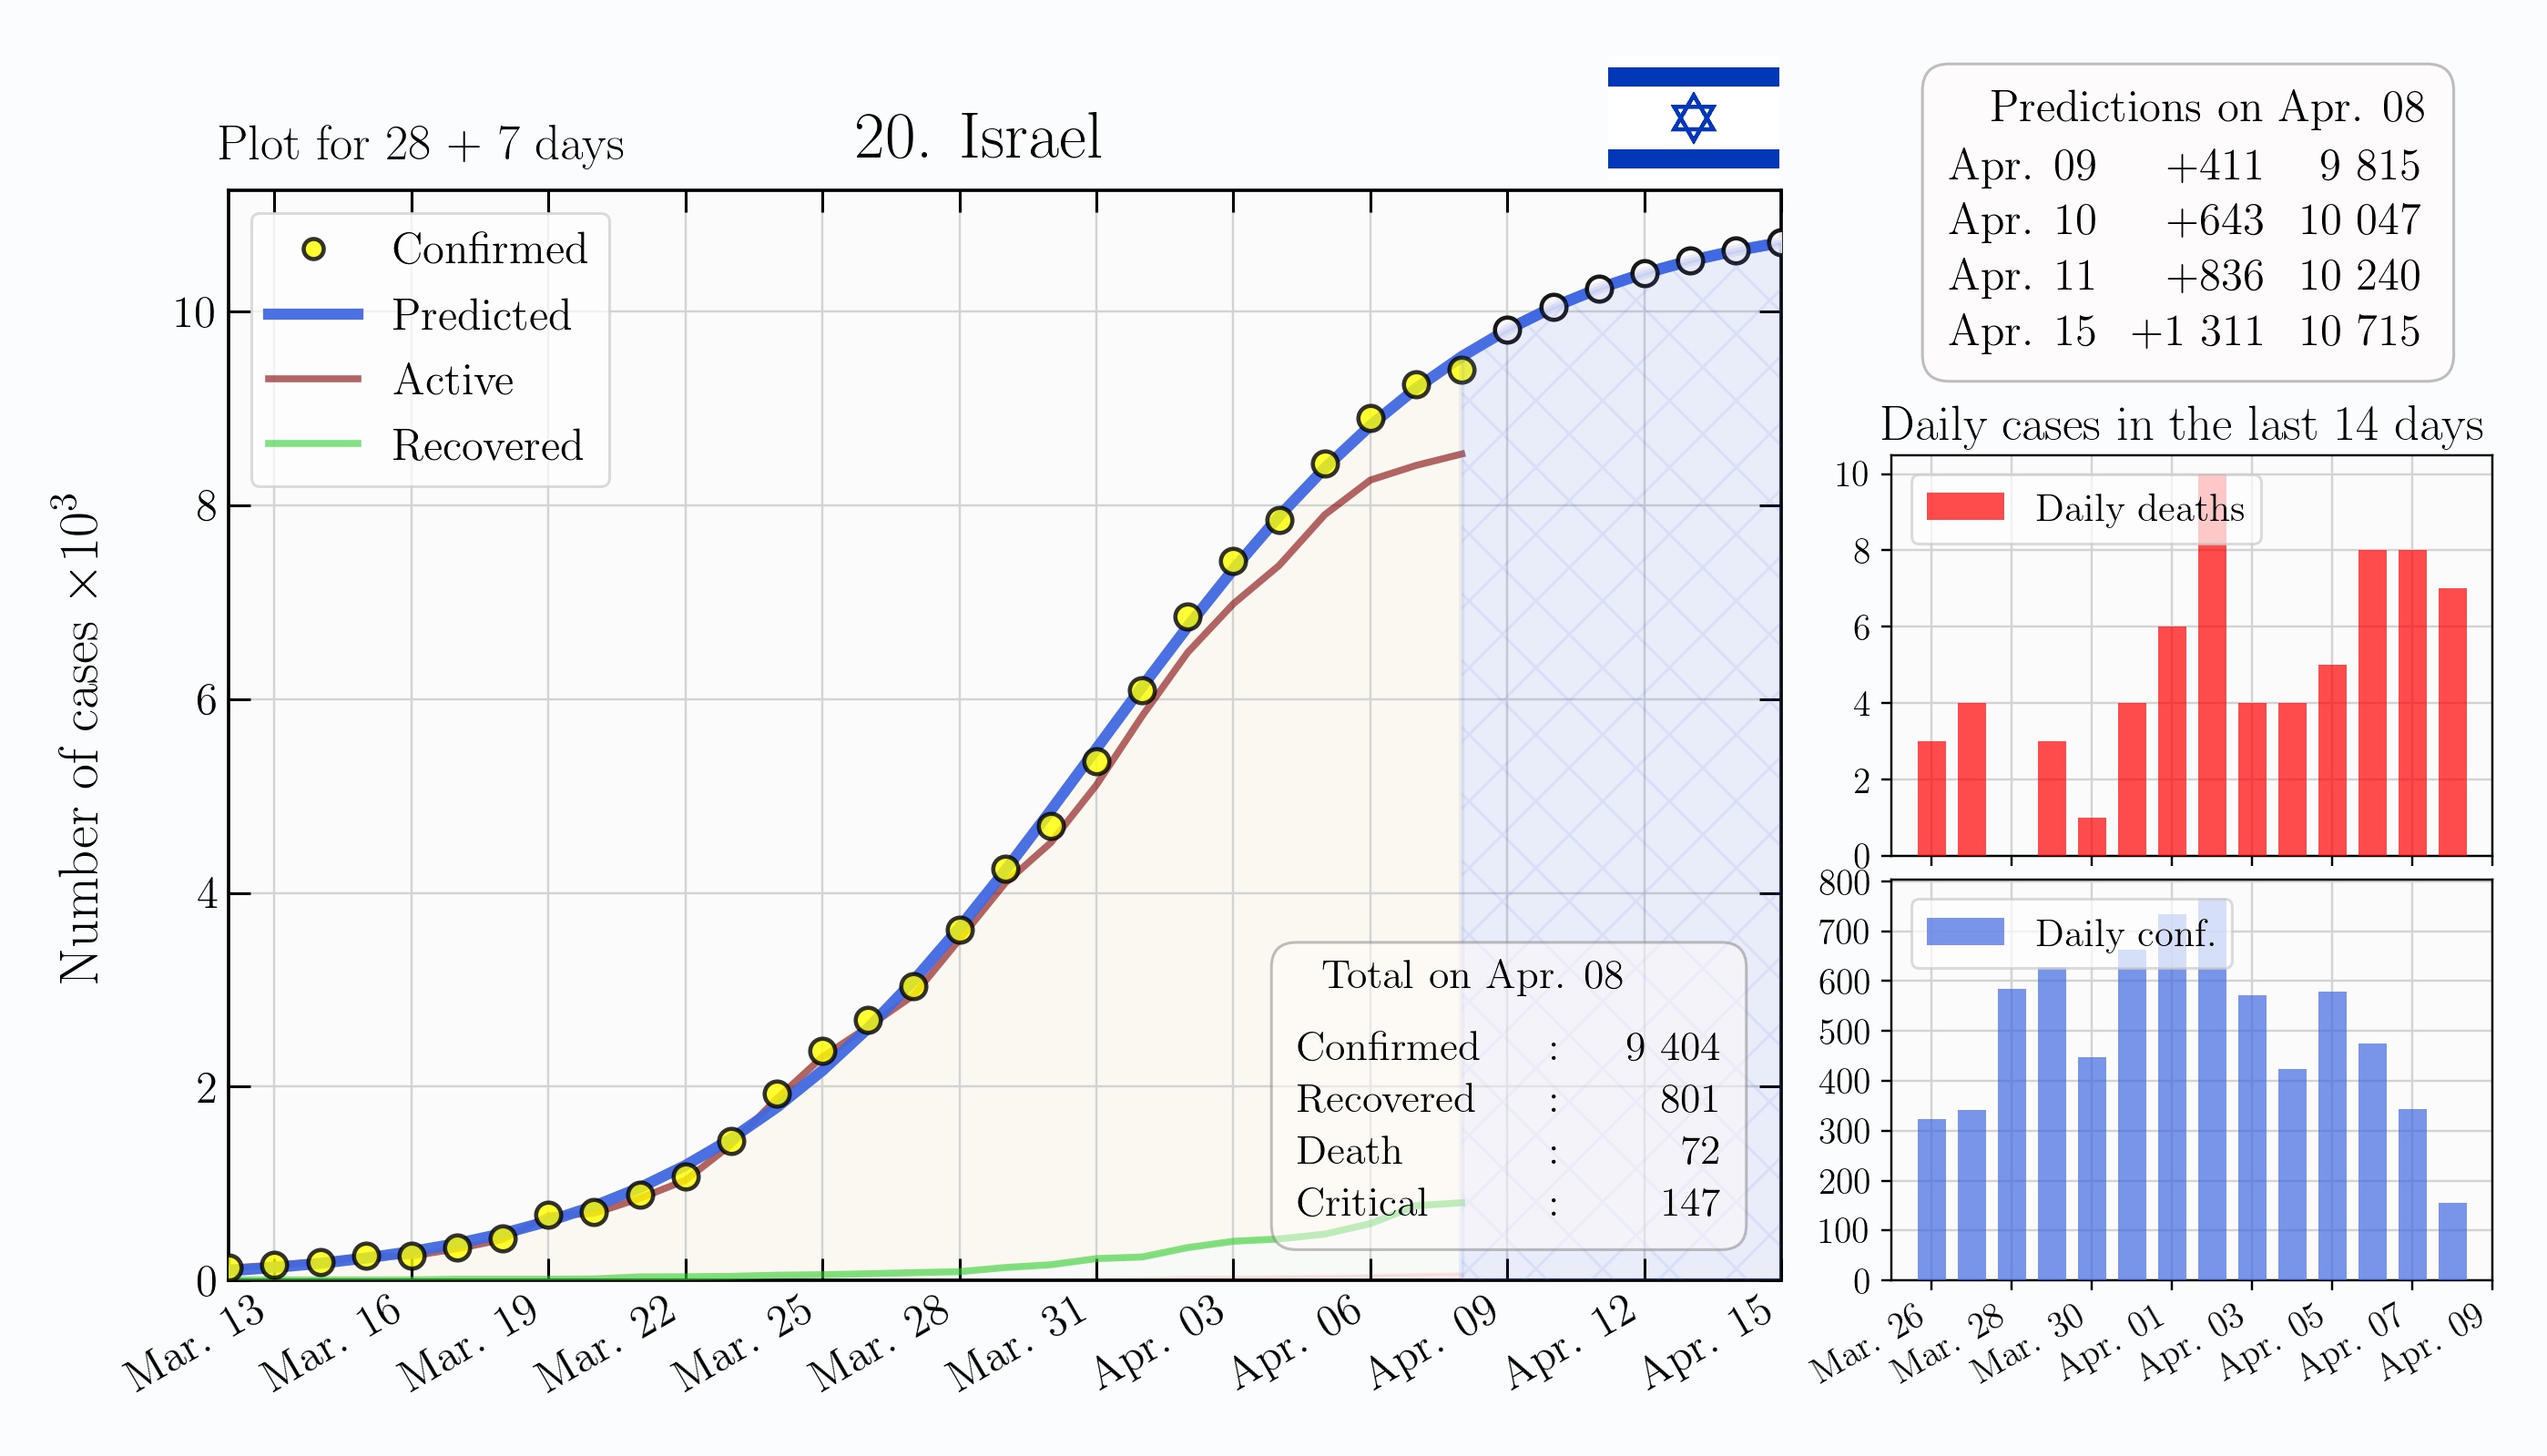 Plot for 28 + 7 days
20. Israel
Number of cases ×10³
Confirmed
Predicted
Active
Recovered
10
8
6
4
2
0
Mar. 13
Mar. 16
Mar. 19
Mar. 22
Mar. 25
Mar. 28
Mar. 31
Apr. 03
Apr. 06
Apr. 09
Apr. 12
Apr. 15
Total on Apr. 08
Confirmed : 9 404
Recovered : 801
Death : 72
Critical : 147
Predictions on Apr. 08
Apr. 09 +411 9 815
Apr. 10 +643 10 047
Apr. 11 +836 10 240
Apr. 15 +1 311 10 715
Daily cases in the last 14 days
Daily deaths
10
8
6
4
2
0
Daily conf.
800
700
600
500
400
300
200
100
0
Mar. 26
Mar. 28
Mar. 30
Apr. 01
Apr. 03
Apr. 05
Apr. 07
Apr. 09